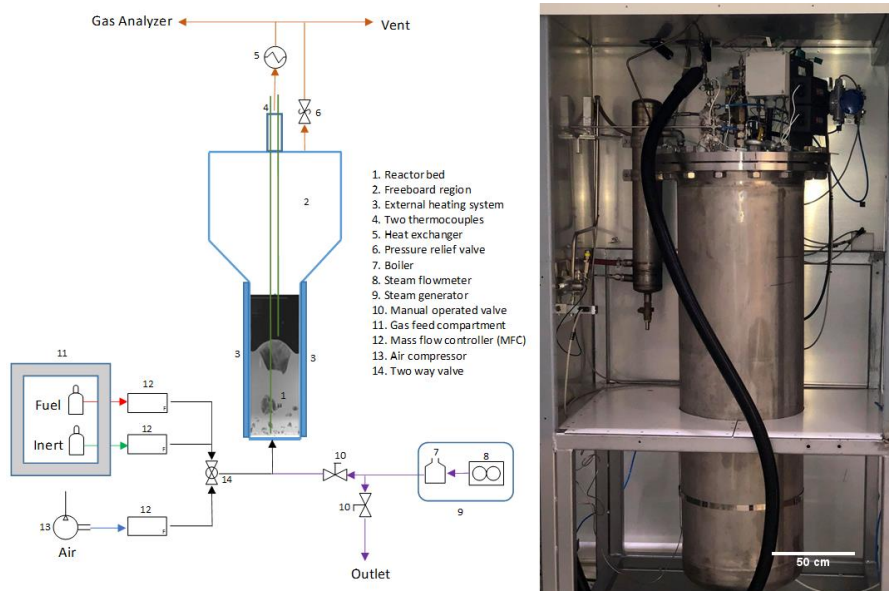 Gas Analyzer
Vent
5
4
6
2
1. Reactor bed
2. Freeboard region
3. External heating system
4. Two thermocouples
5. Heat exchanger
6. Pressure relief valve
7. Boiler
8. Steam flowmeter
9. Steam generator
10. Manual operated valve
11. Gas feed compartment
12. Mass flow controller (MFC)
13. Air compressor
14. Two way valve
3
3
1
11
12
Fuel
F
12
Inert
F
14
10
7
8
10
9
12
13
F
Air
Outlet
50 cm